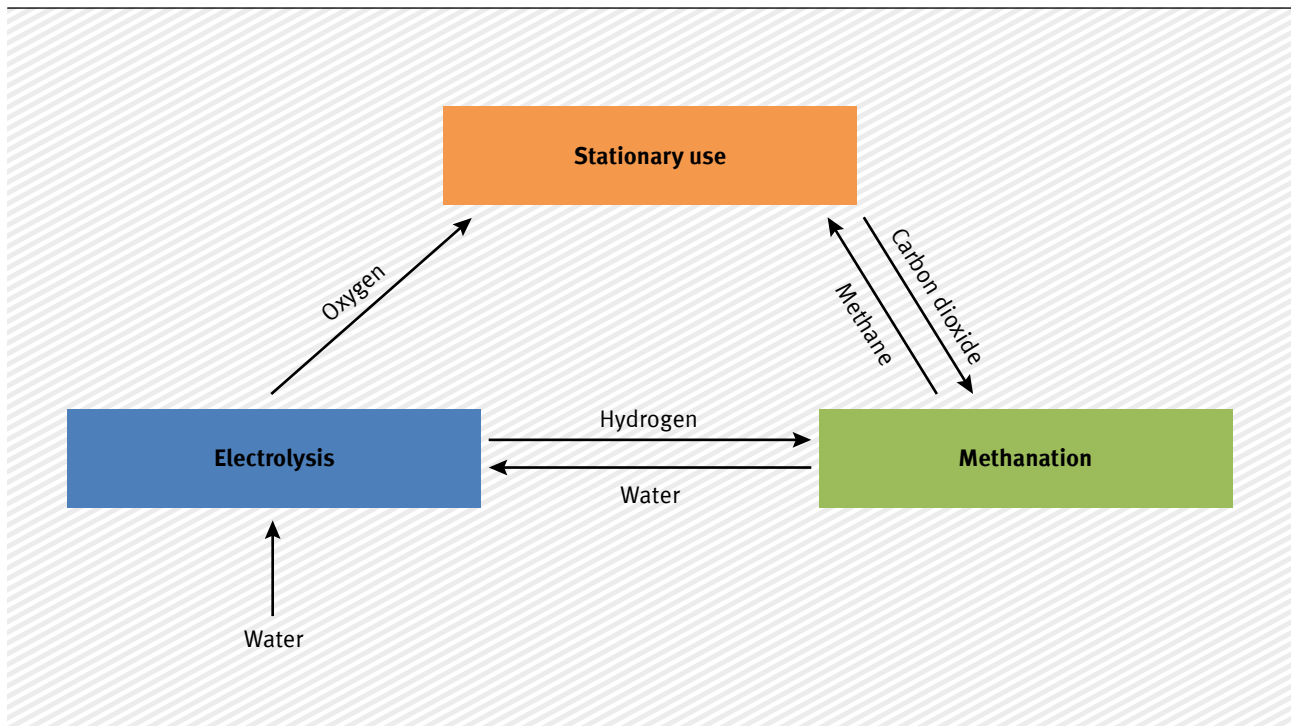 Stationary use
Oxygen
Methane
Carbon dioxide
Electrolysis
Hydrogen
Water
Methanation
Water